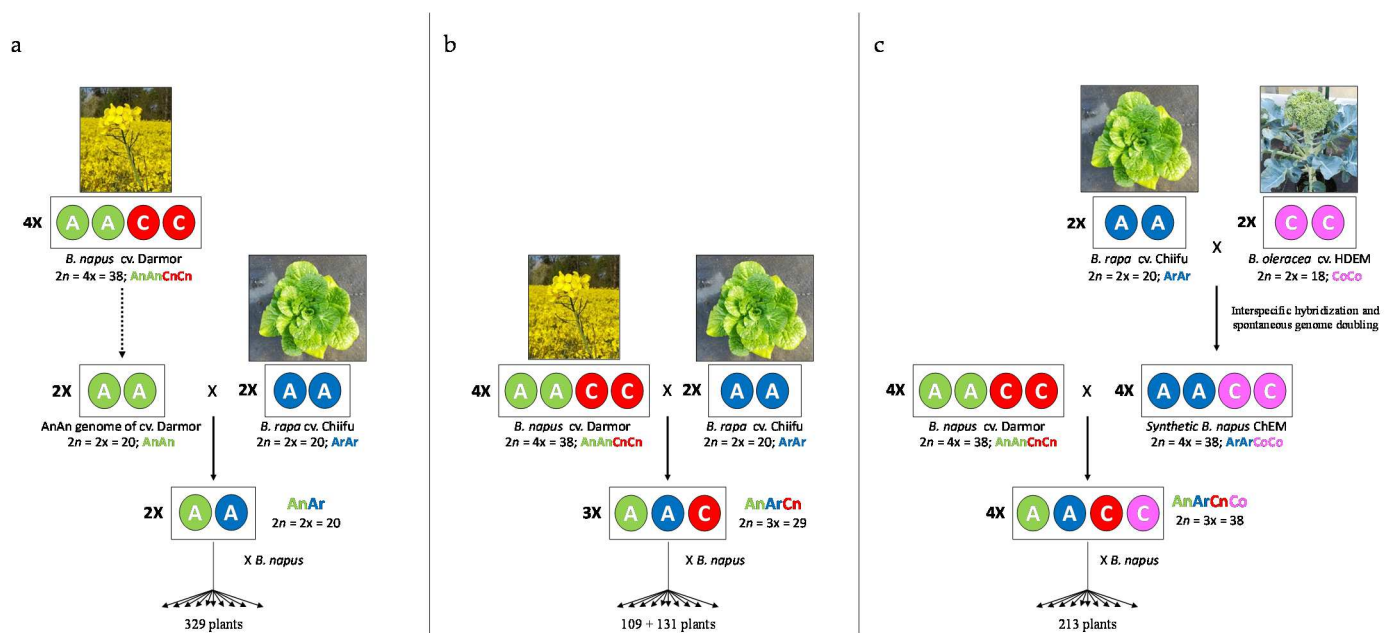 a
4X
A A C C
B. napus cv. Darmor
2n = 4x = 38; AnAnCnCn
2X
A A
X
2X
A A
AnAn genome of cv. Darmor
2n = 2x = 20; AnAn
B. rapa cv. Chiifu
2n = 2x = 20; ArAr
2X
A A
AnAr
2n = 2x = 20
X B. napus
329 plants
b
4X
A A C C
X
2X
A A
B. napus cv. Darmor
2n = 4x = 38; AnAnCnCn
B. rapa cv. Chiifu
2n = 2x = 20; ArAr
3X
A A C
AnArCn
2n = 3x = 29
X B. napus
109 + 131 plants
c
2X
A A
X
2X
C C
B. rapa cv. Chiifu
2n = 2x = 20; ArAr
B. oleracea cv. HDEM
2n = 2x = 18; CoCo
Interspecific hybridization and
spontaneous genome doubling
4X
A A C C
X
4X
A A C C
B. napus cv. Darmor
2n = 4x = 38; AnAnCnCn
Synthetic B. napus ChEM
2n = 4x = 38; ArArCoCo
4X
A A C C
AnArCnCo
2n = 3x = 38
X B. napus
213 plants